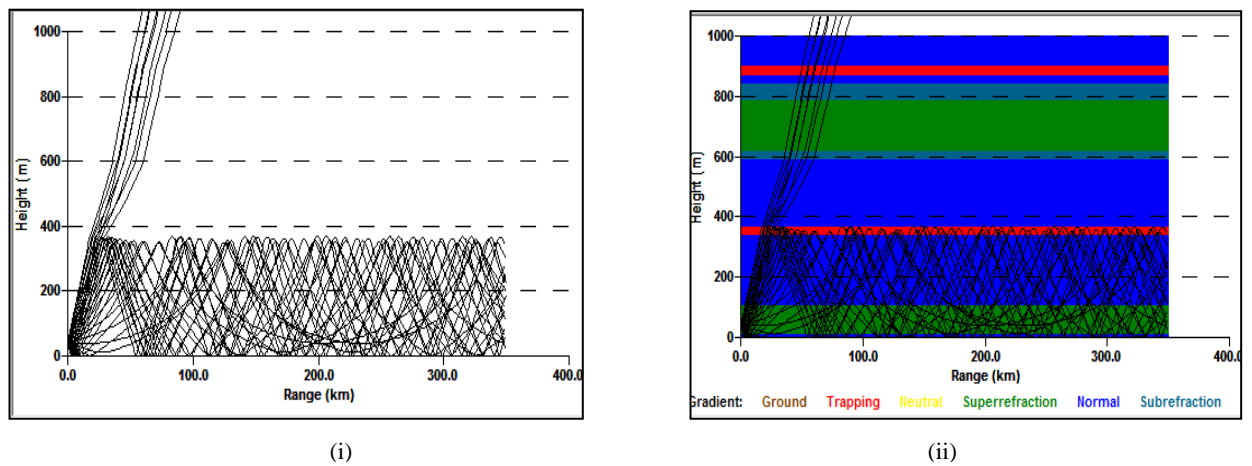 1000
800
600
400
200
0
Height (m)
0.0 100.0 200.0 300.0 400.0
Range (km)
(i)
1000
800
600
400
200
0
Height (m)
0.0 100.0 200.0 300.0 400.0
Range (km)
Gradient: Ground Trapping Neutral Superrefraction Normal Subrefraction
(ii)